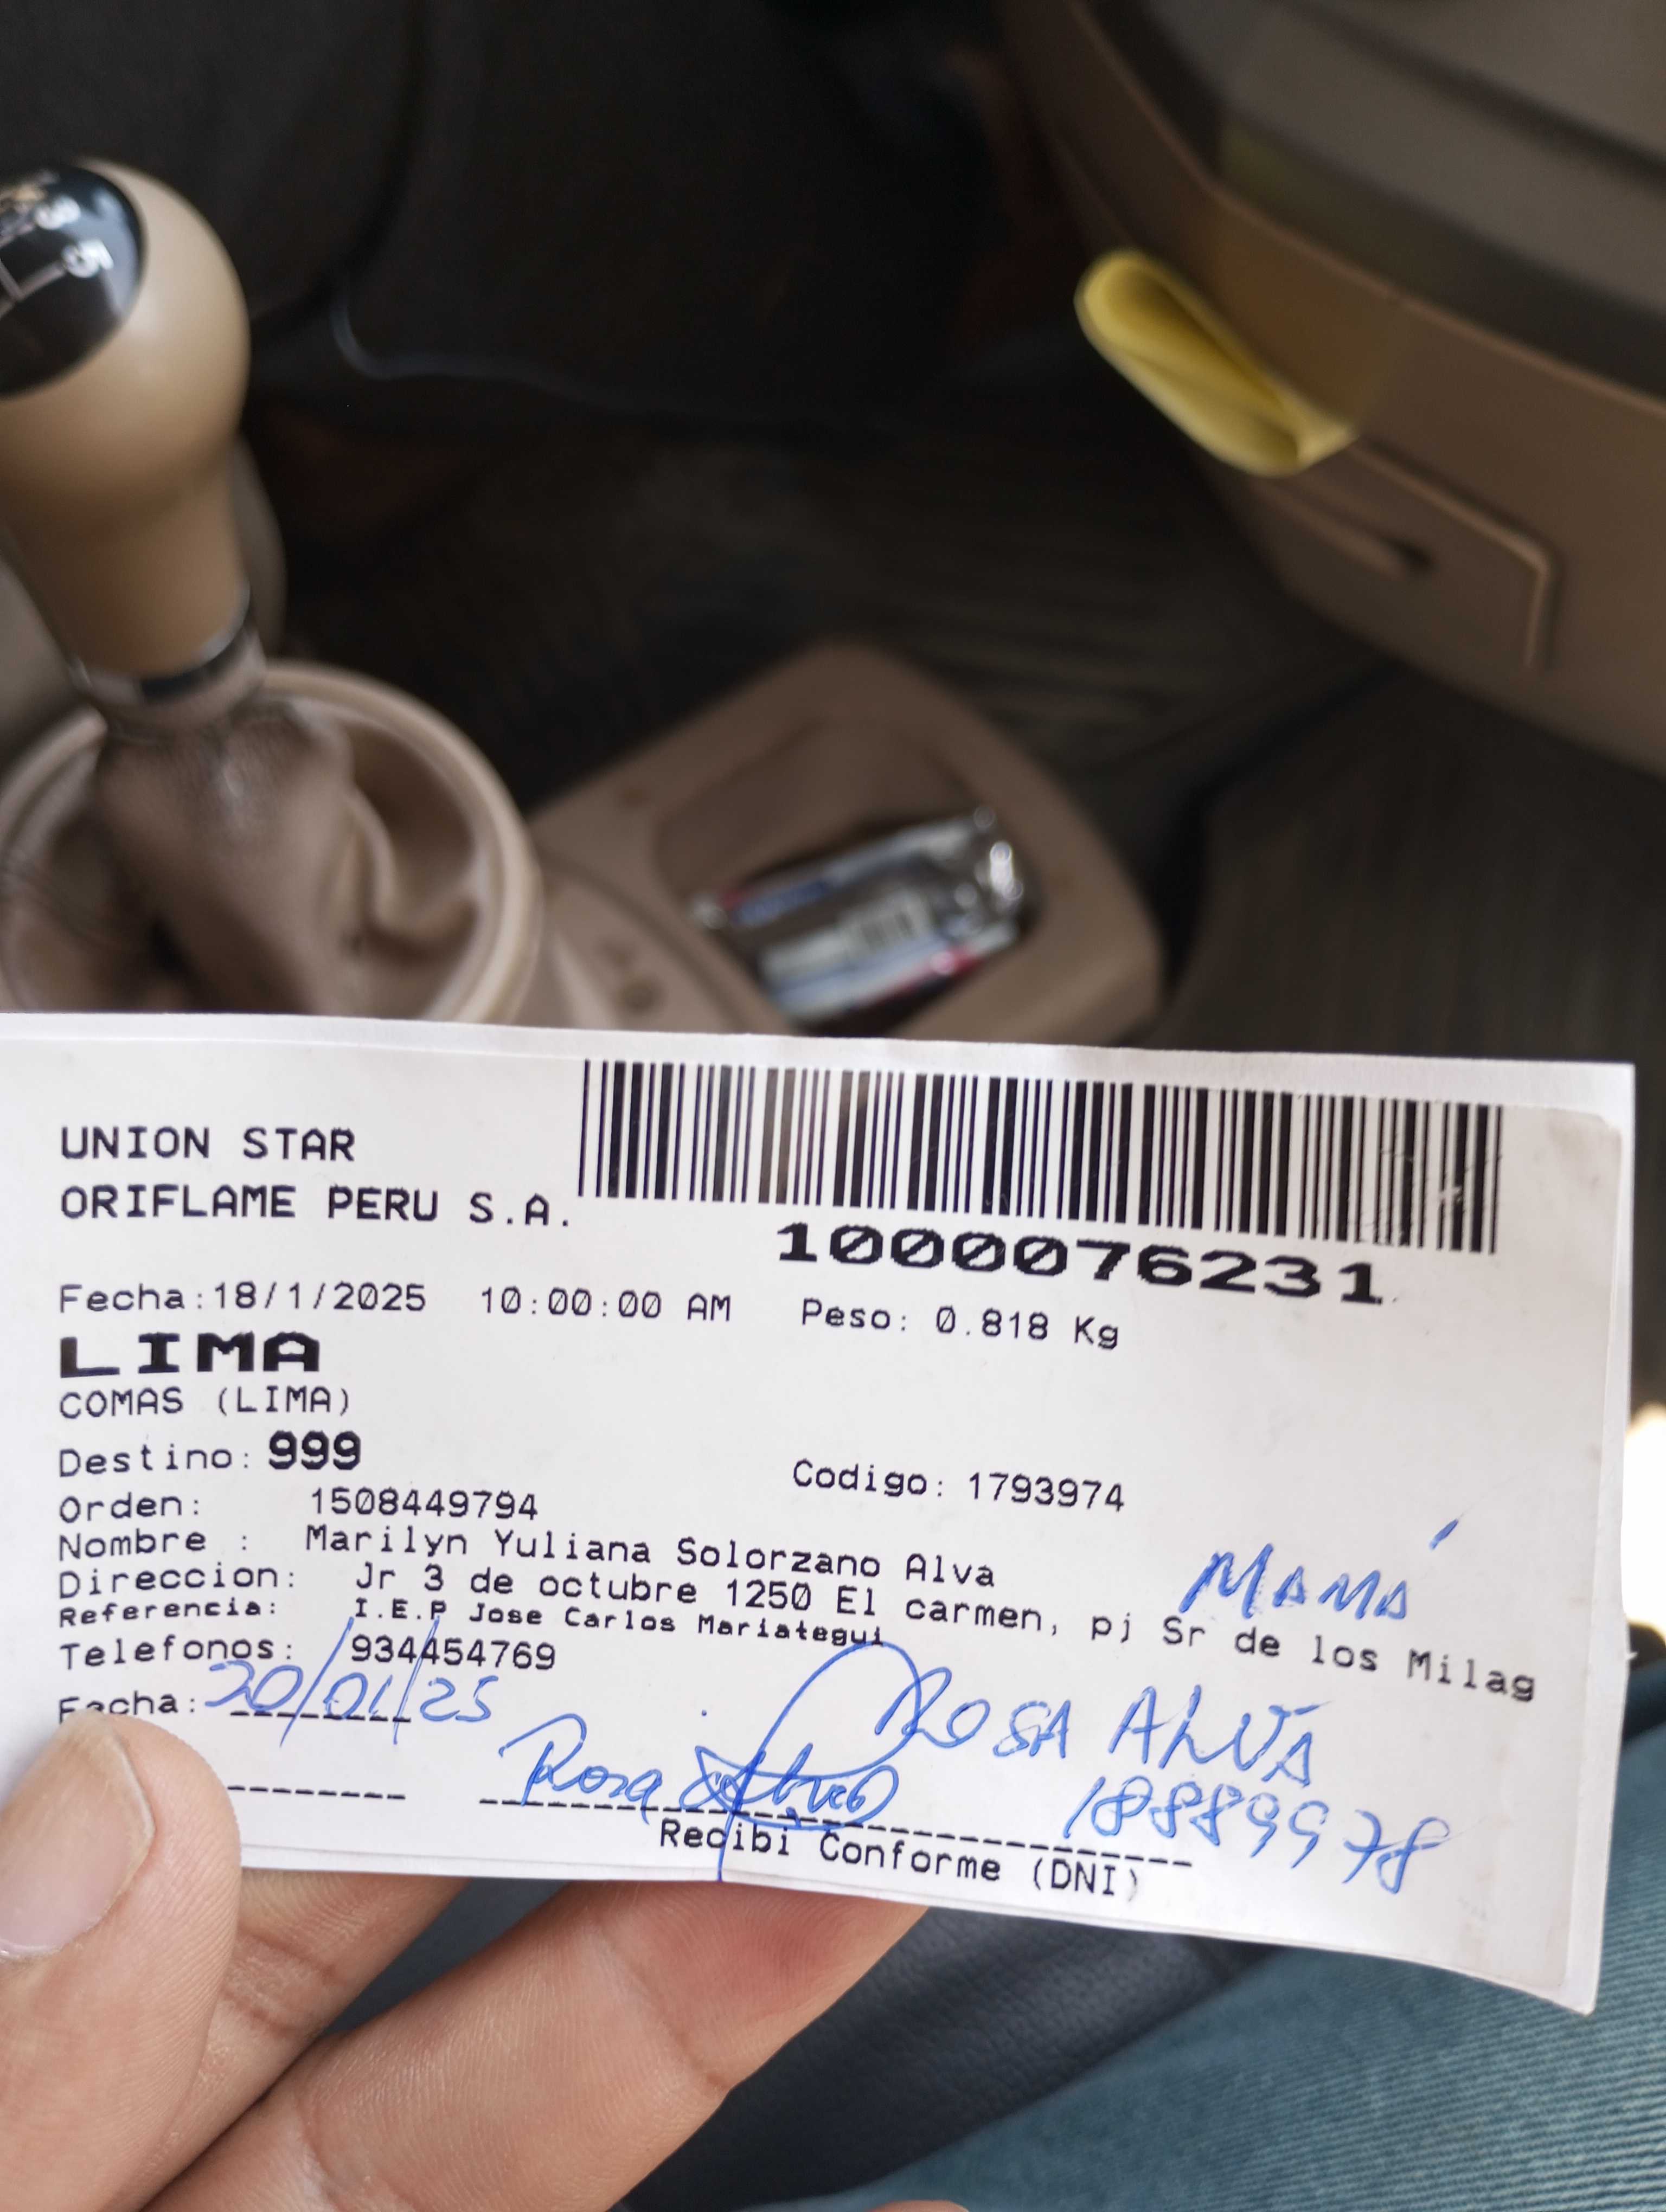 5
UNION STAR
ORIFLAME PERU S.A.
1000076231
Fecha:18/1/2025 10:00:00 AM Peso: 0.818 Kg
LIMA
COMAS (LIMA)
Destino: 999
Codigo: 1793974
Orden: 1508449794
Nombre : Marilyn Yuliana Solorzano Alva
MAMÁ
Direccion: Jr 3 de octubre 1250 El carmen, pj Sr de los Milag
Referencia: I.E.P Jose Carlos Mariategui
Telefonos: 934454769
Fecha: 20/01/25
ROSA ALVA
Rosa Alva
18889978
Recibi Conforme (DNI)